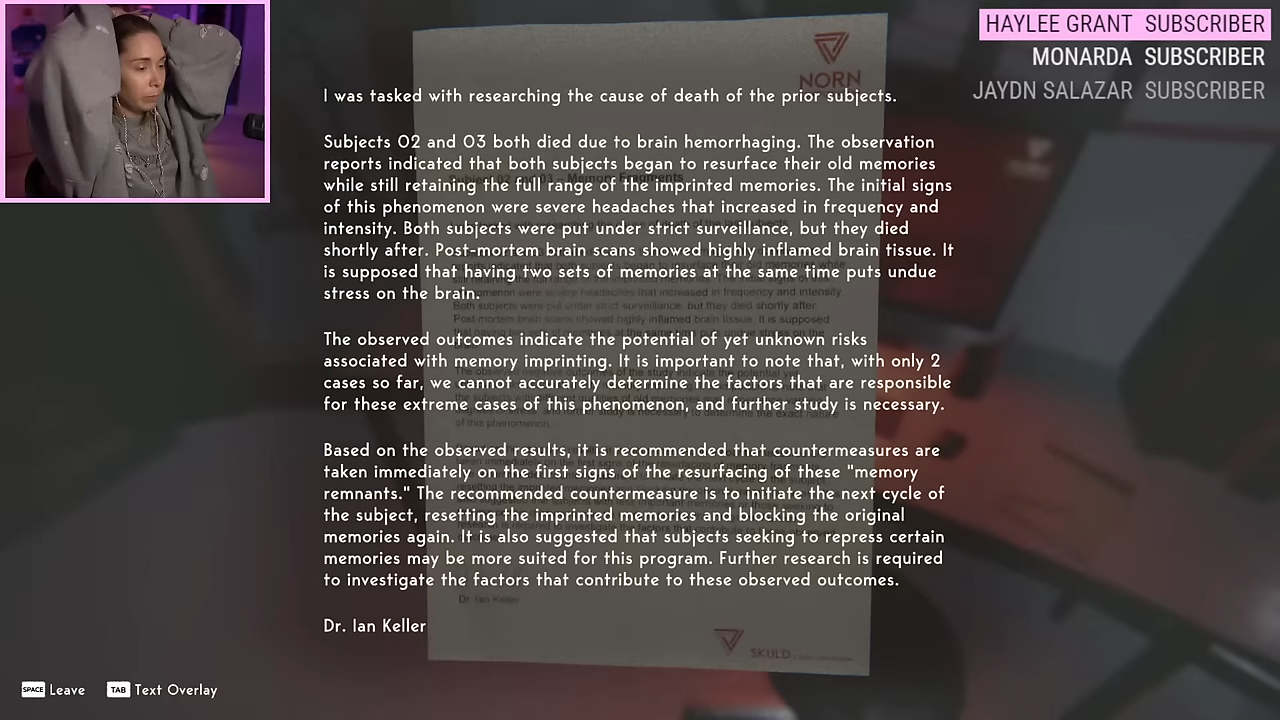 HAYLEE GRANT SUBSCRIBER
MONARDA SUBSCRIBER
JAYDN SALAZAR SUBSCRIBER
NORN
I was tasked with researching the cause of death of the prior subjects.
Subjects 02 and 03 both died due to brain hemorrhaging. The observation
reports indicated that both subjects began to resurface their old memories
while still retaining the full range of the imprinted memories. The initial signs
of this phenomenon were severe headaches that increased in frequency and
intensity. Both subjects were put under strict surveillance, but they died
shortly after. Post-mortem brain scans showed highly inflamed brain tissue. It
is supposed that having two sets of memories at the same time puts undue
stress on the brain.
The observed outcomes indicate the potential of yet unknown risks
associated with memory imprinting. It is important to note that, with only 2
cases so far, we cannot accurately determine the factors that are responsible
for these extreme cases of this phenomenon, and further study is necessary.
Based on the observed results, it is recommended that countermeasures are
taken immediately on the first signs of the resurfacing of these "memory
remnants." The recommended countermeasure is to initiate the next cycle of
the subject, resetting the imprinted memories and blocking the original
memories again. It is also suggested that subjects seeking to repress certain
memories may be more suited for this program. Further research is required
to investigate the factors that contribute to these observed outcomes.
Dr. Ian Keller
Dr. Ian Keller
SKULD
SPACE Leave TAB Text Overlay